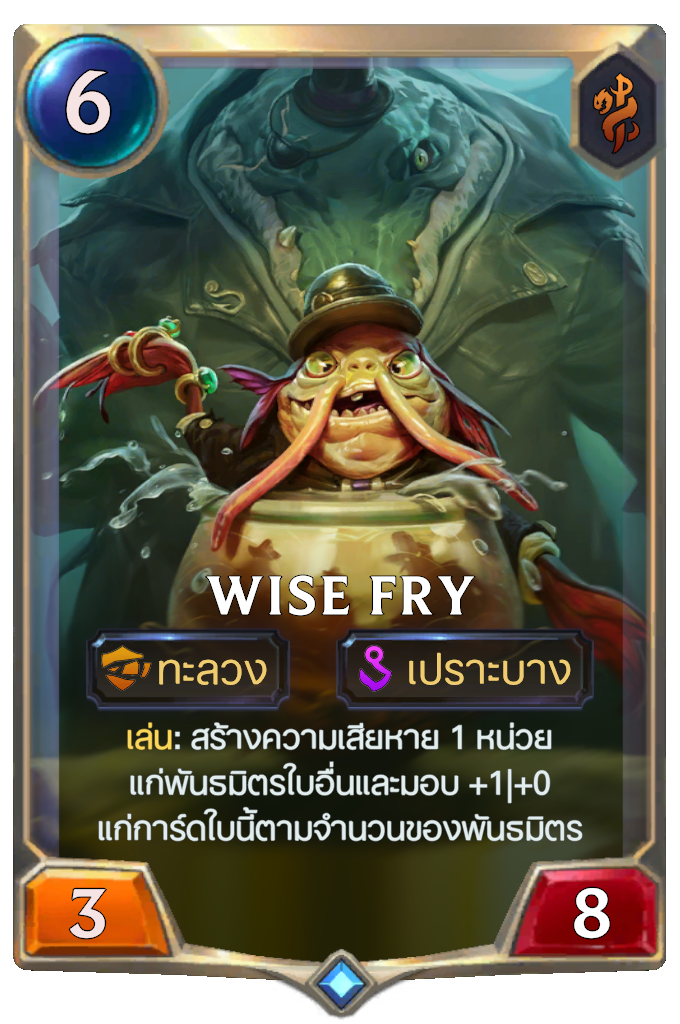 6
WISE FRY
ทะลวง เปราะบาง
เล่น: สร้างความเสียหาย 1 หน่วย
แก่พันธมิตรใบอื่นและมอบ +1|+0
แก่การ์ดใบนี้ตามจำนวนของพันธมิตร
3 8